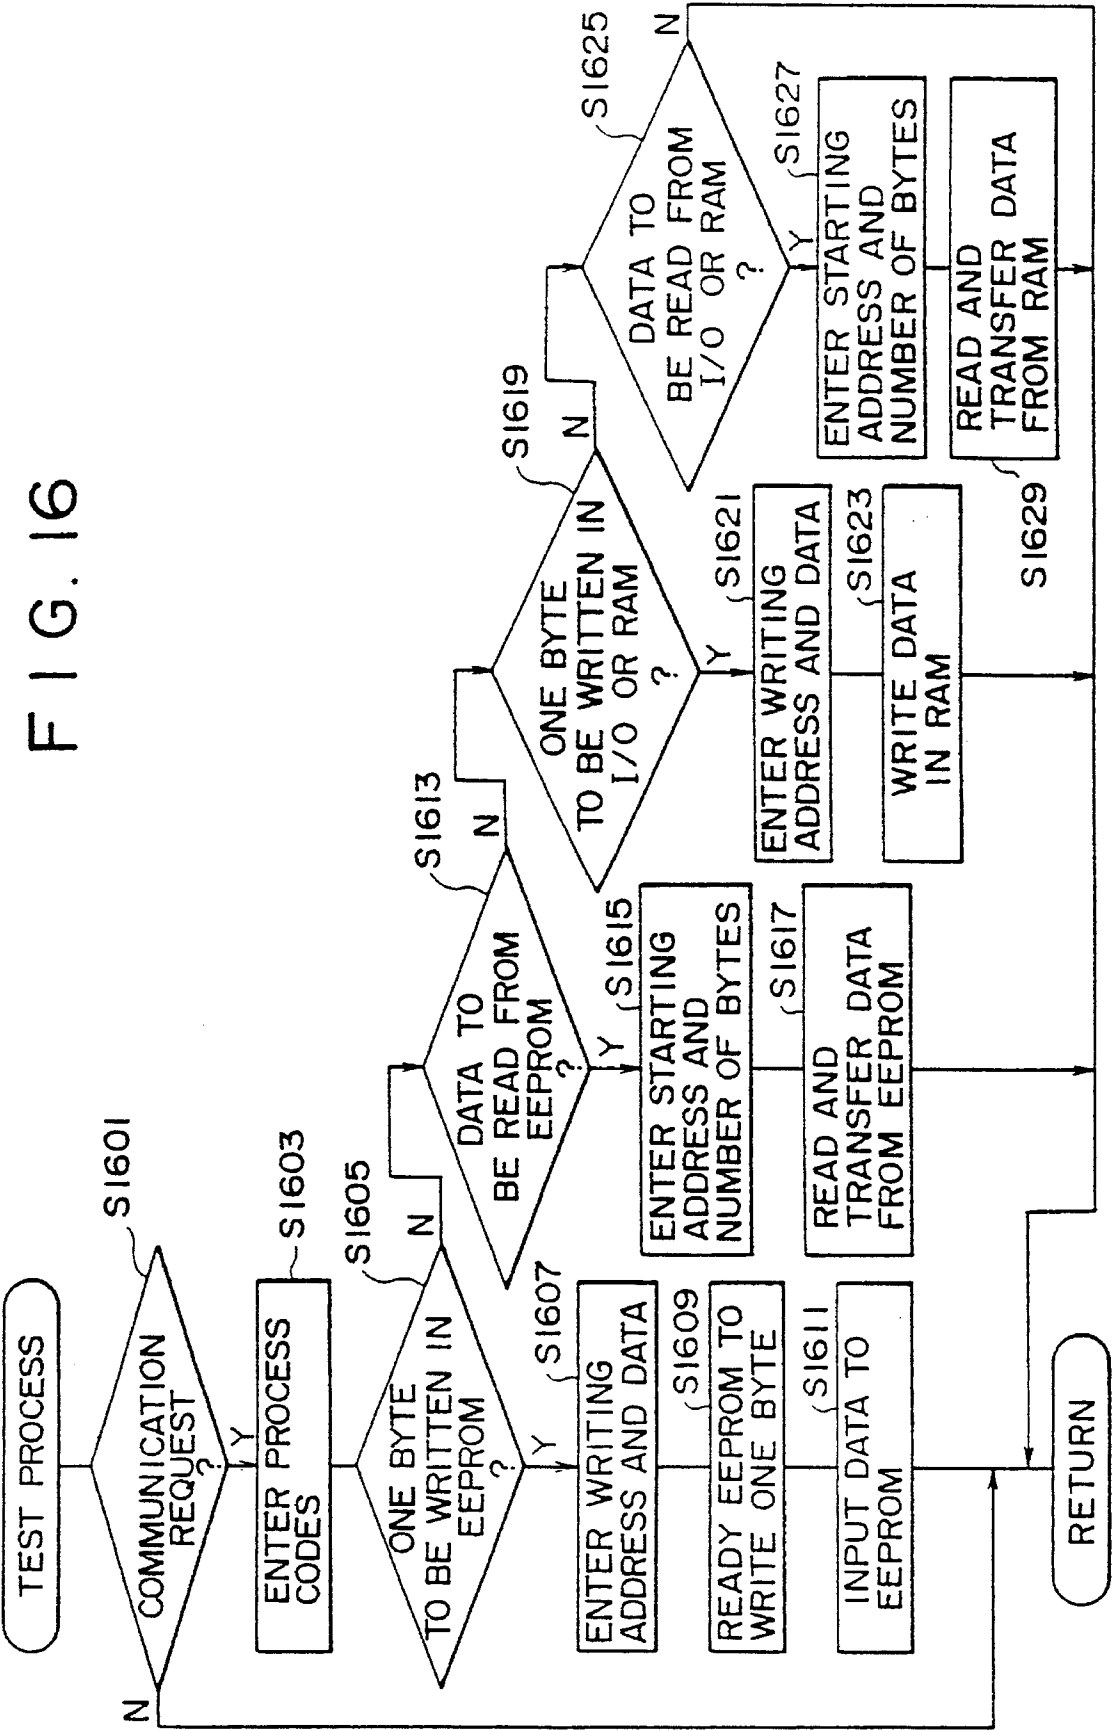 FIG. 16
TEST PROCESS
S1601
COMMUNICATION
REQUEST
?
N
Y
S1603
ENTER PROCESS
CODES
S1605
ONE BYTE
TO BE WRITTEN IN
EEPROM
?
N
Y
S1607
ENTER WRITING
ADDRESS AND DATA
S1609
READY EEPROM TO
WRITE ONE BYTE
S1611
INPUT DATA TO
EEPROM
RETURN
S1613
DATA TO
BE READ FROM
EEPROM
?
N
Y
S1615
ENTER STARTING
ADDRESS AND
NUMBER OF BYTES
S1617
READ AND
TRANSFER DATA
FROM EEPROM
S1619
ONE BYTE
TO BE WRITTEN IN
I/O OR RAM
?
N
Y
S1621
ENTER WRITING
ADDRESS AND DATA
S1623
WRITE DATA
IN RAM
S1625
DATA TO
BE READ FROM
I/O OR RAM
?
N
Y
S1627
ENTER STARTING
ADDRESS AND
NUMBER OF BYTES
READ AND
TRANSFER DATA
FROM RAM
S1629